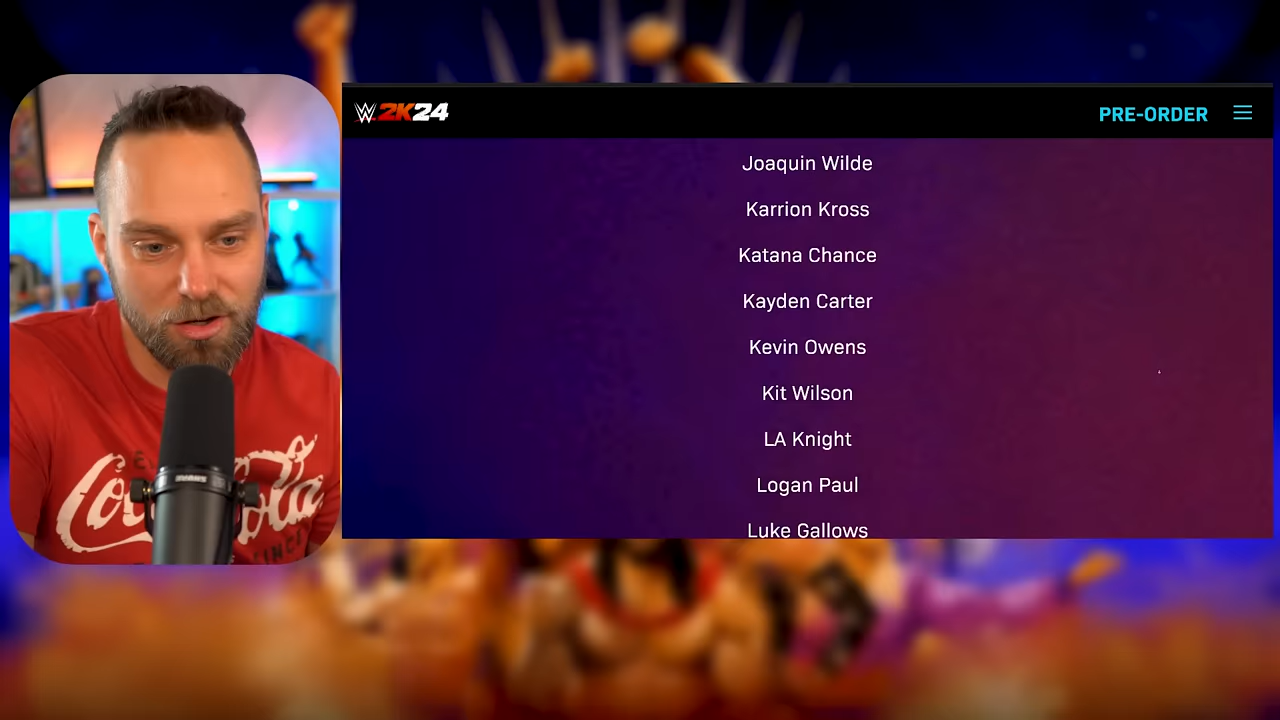 W 2K24
PRE-ORDER
Joaquin Wilde
Karrion Kross
Katana Chance
Kayden Carter
Kevin Owens
Kit Wilson
LA Knight
Logan Paul
Luke Gallows